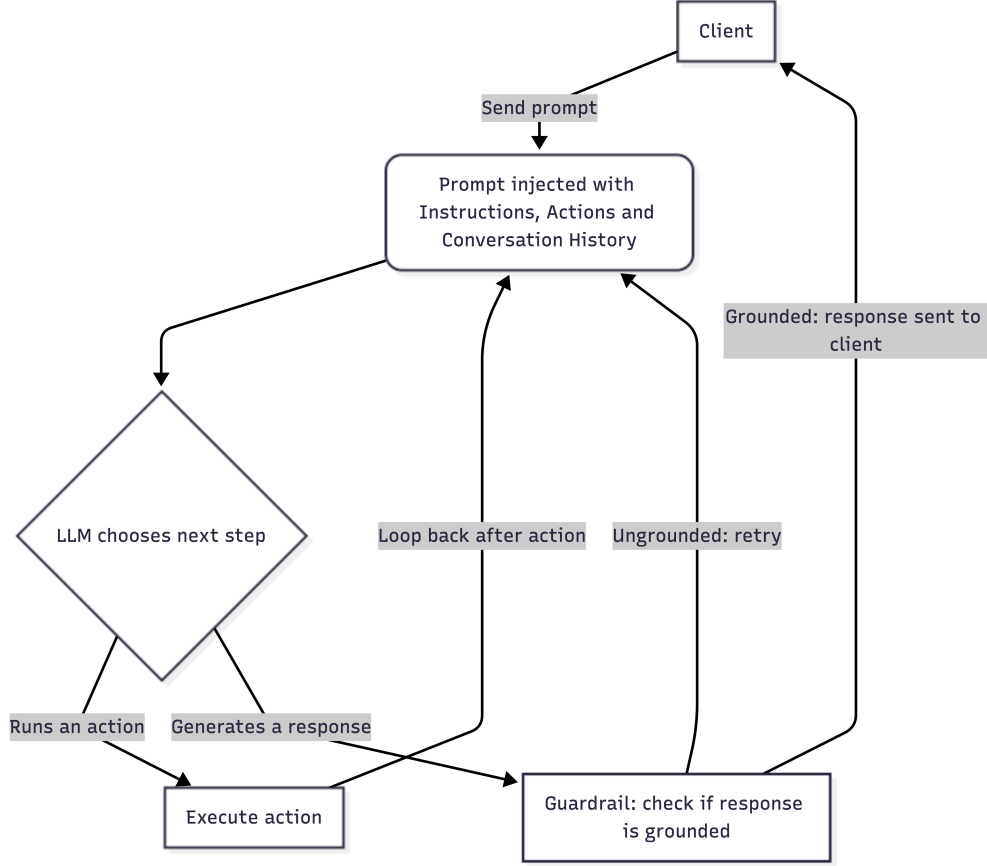 Client
Send prompt
Prompt injected with
Instructions, Actions and
Conversation History
Grounded: response sent to
client
LLM chooses next step
Loop back after action
Ungrounded: retry
Runs an action
Generates a response
Execute action
Guardrail: check if response
is grounded